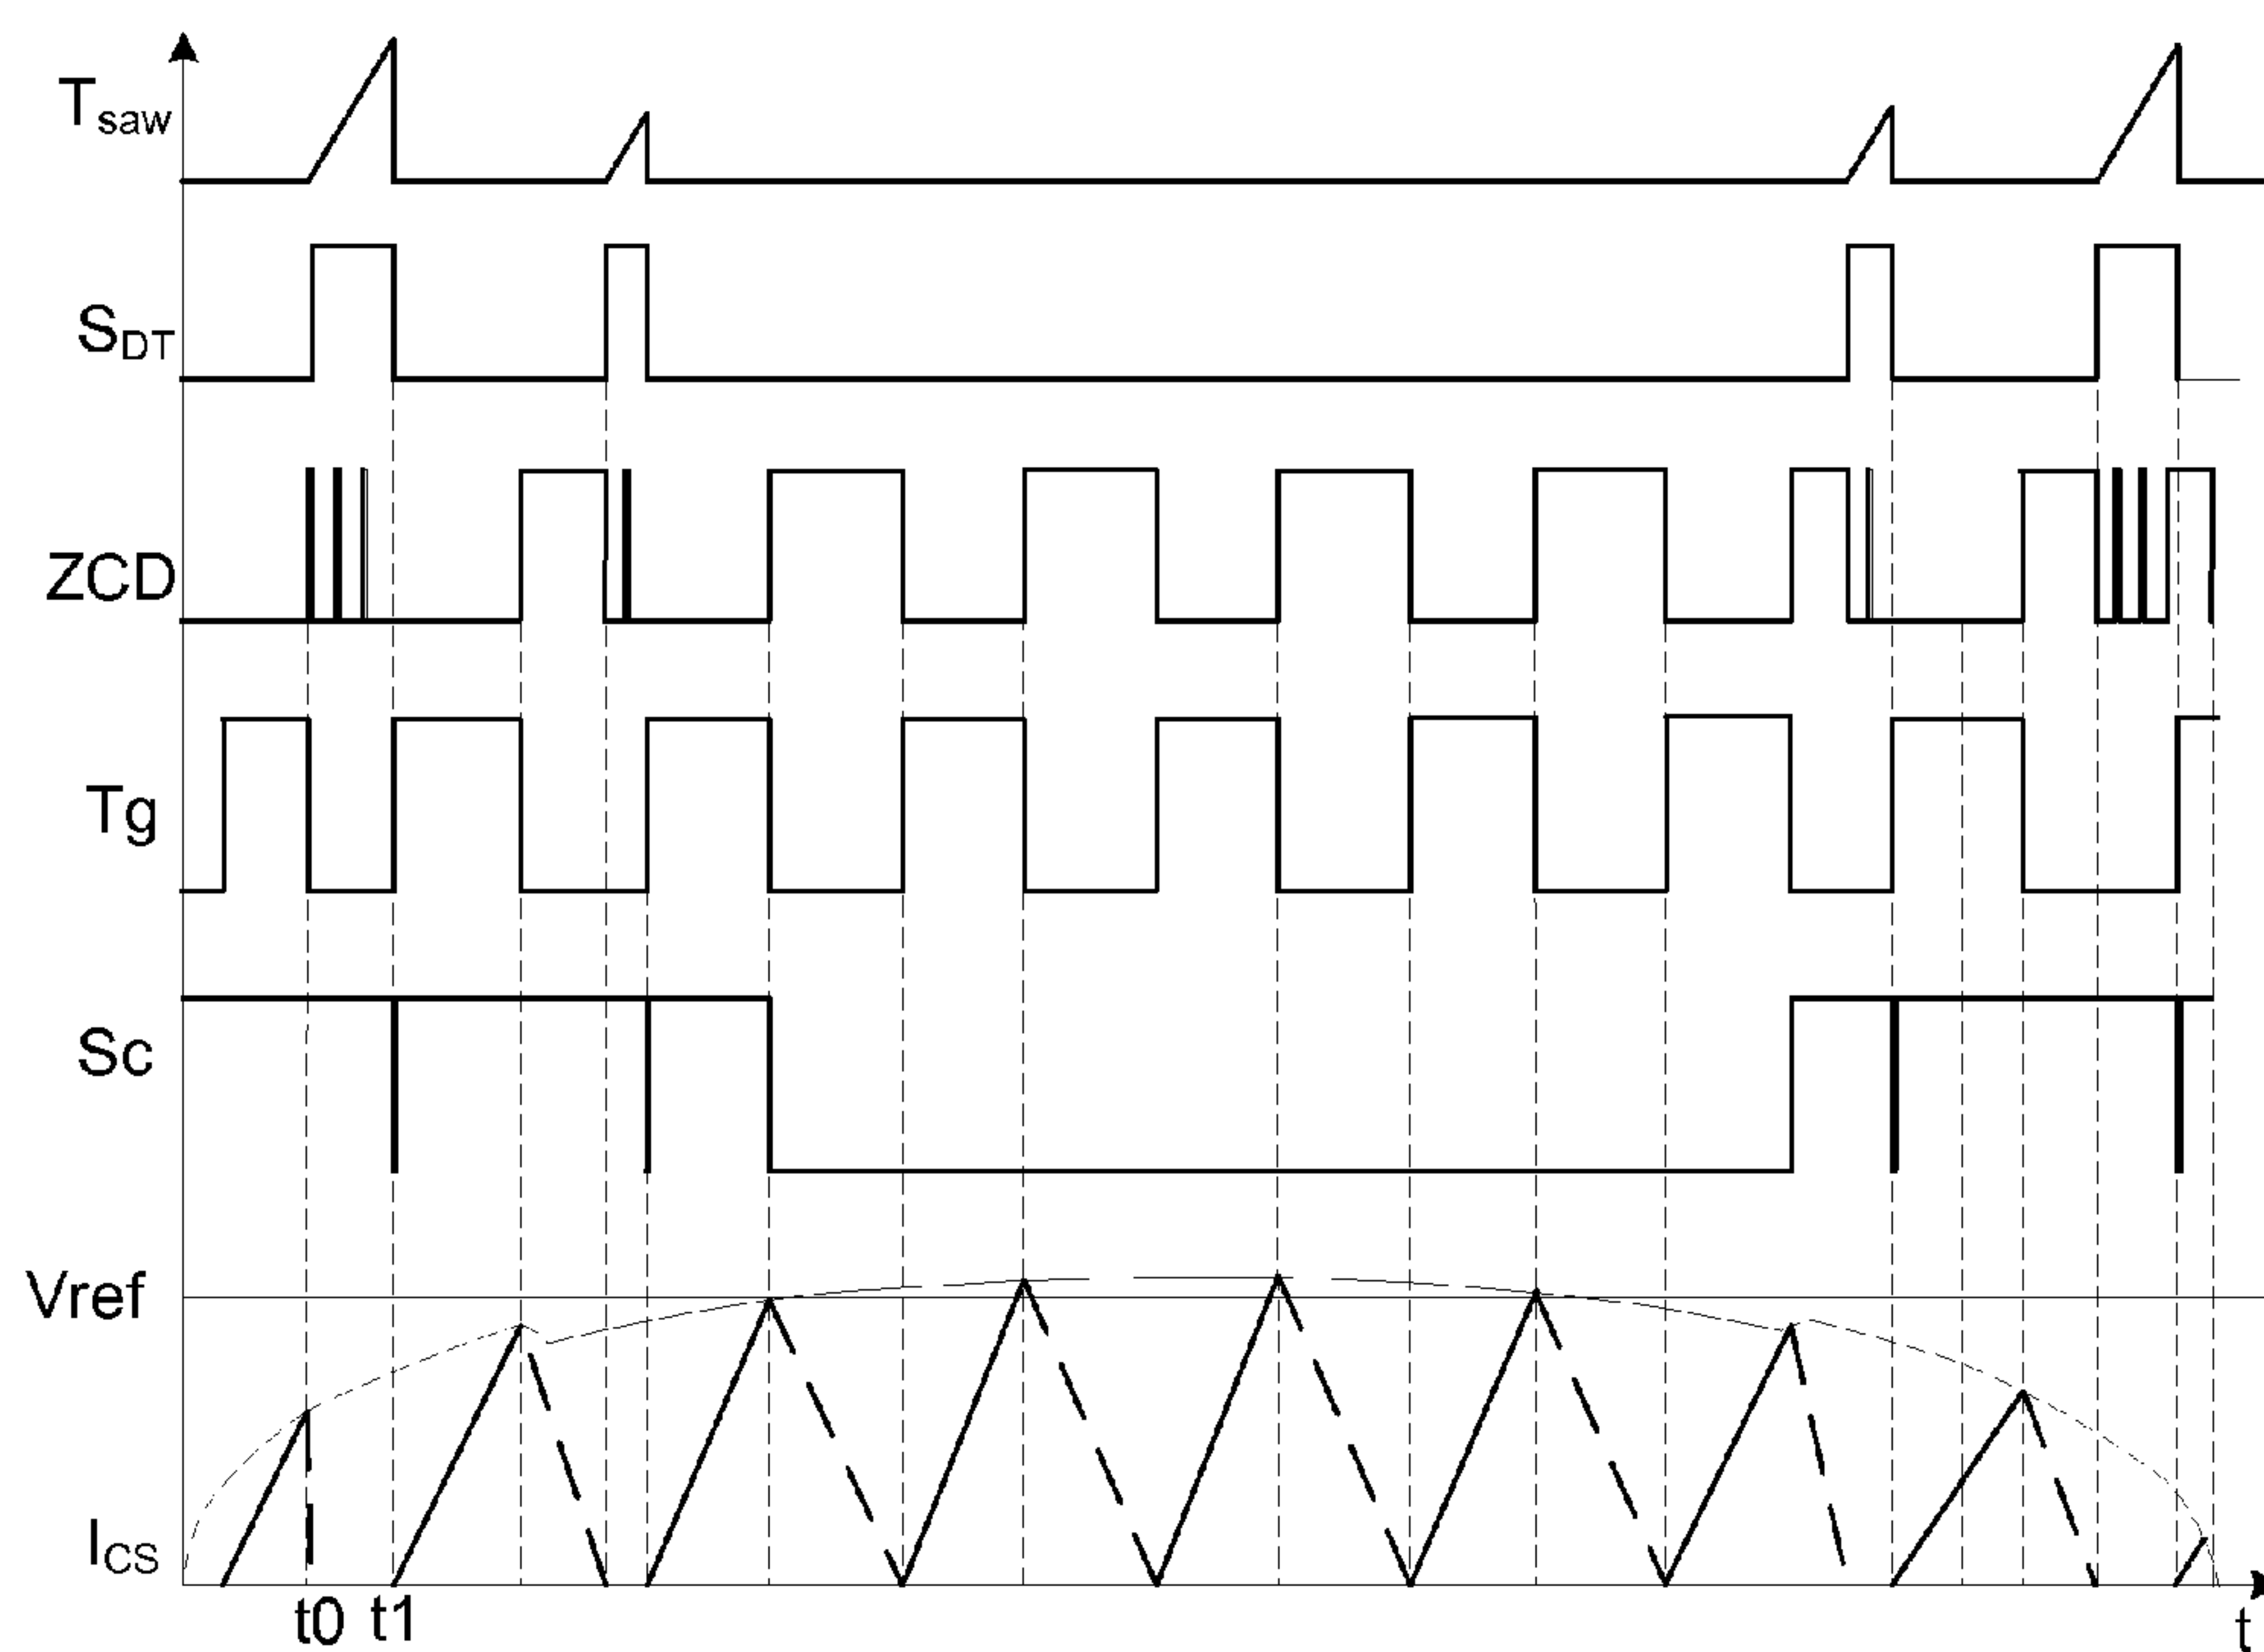 Tsaw
SDT
ZCD
Tg
Sc
Vref
ICS
t0 t1
t